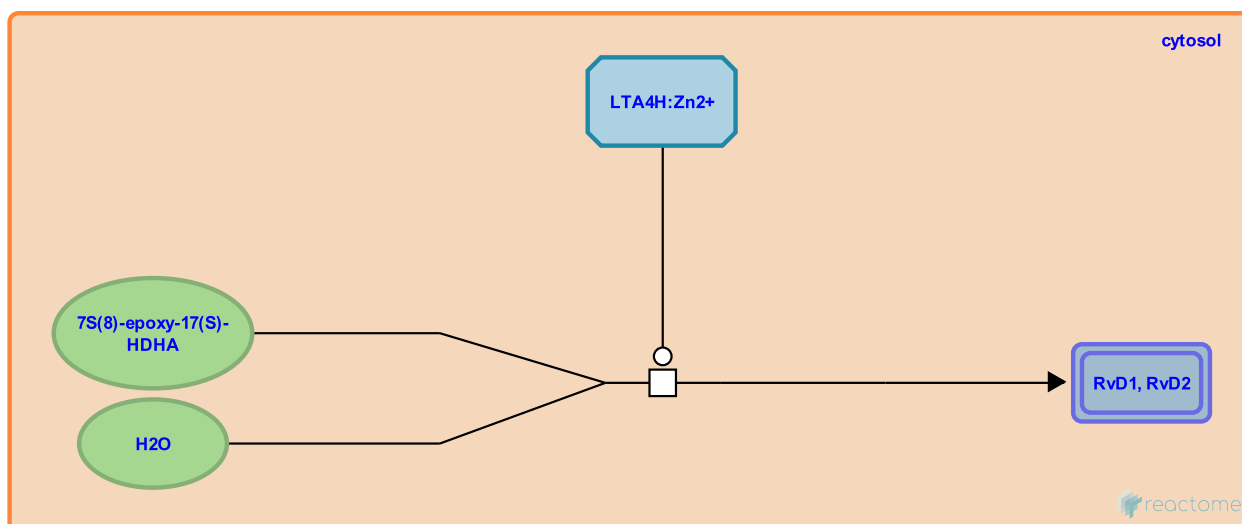 cytosol
LTA4H:Zn2+
7S(8)-epoxy-17(S)-
HDHA
RvD1, RvD2
H2O
reactome